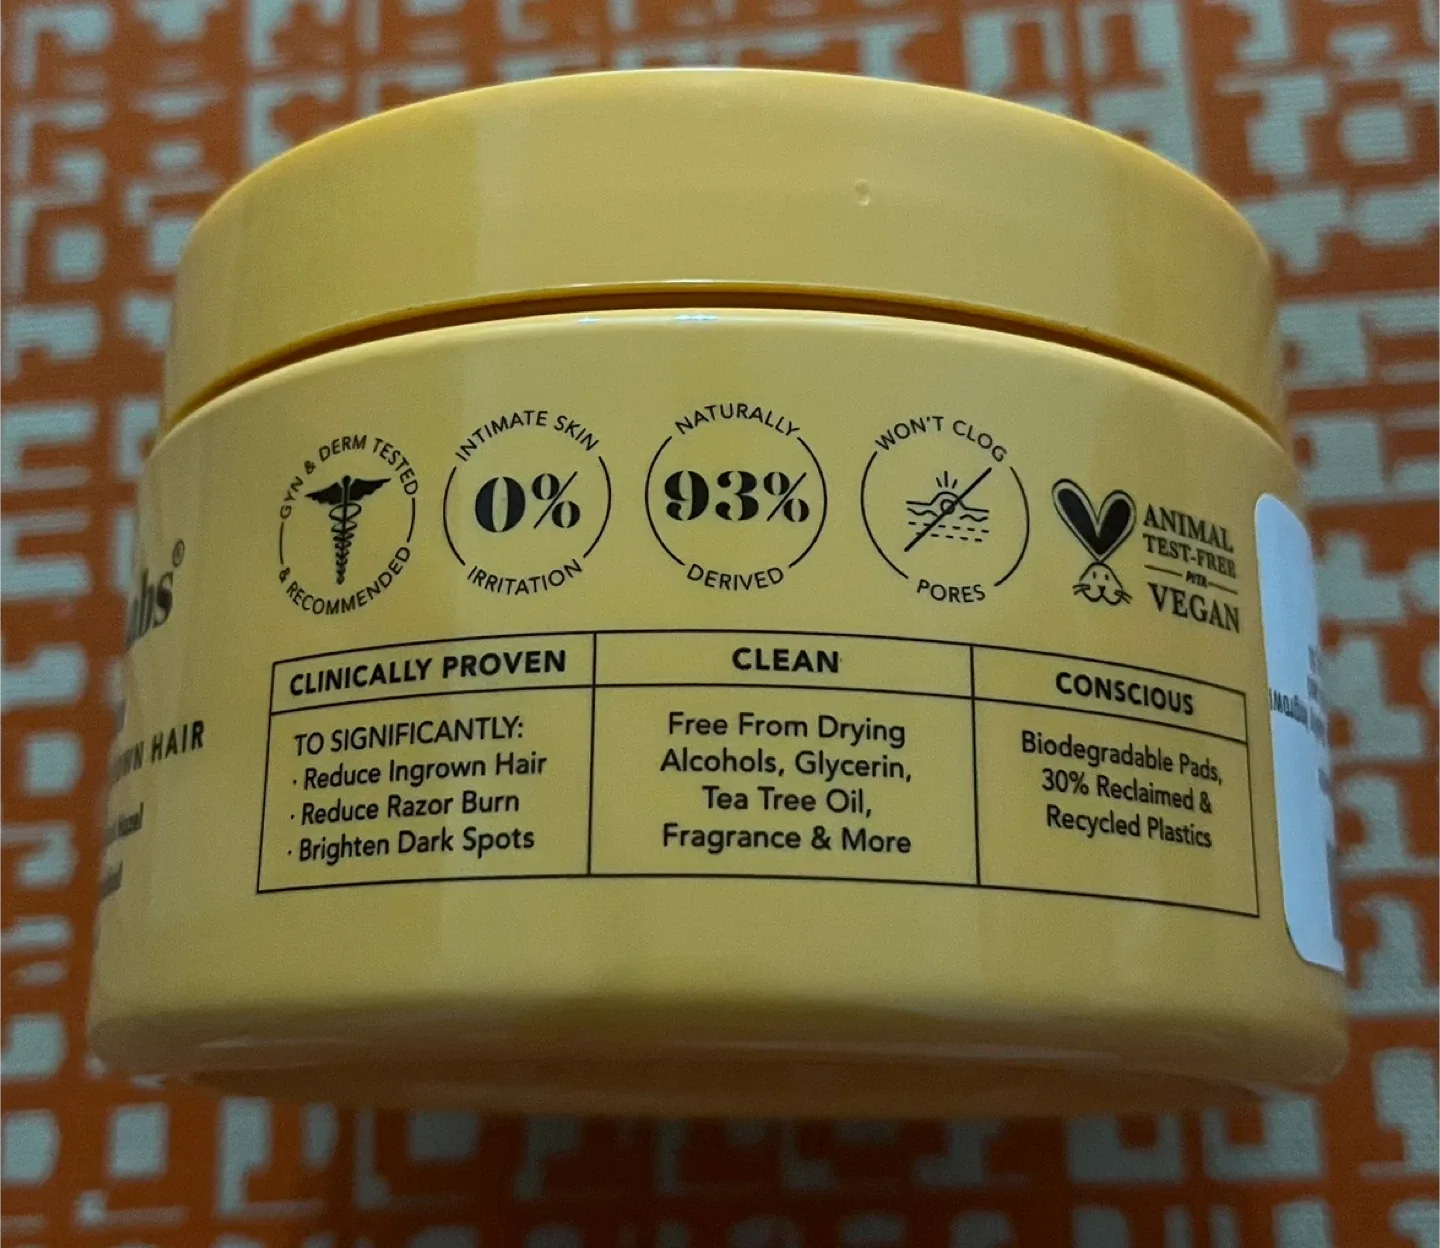 GYN & DERM TESTED
& RECOMMENDED
INTIMATE SKIN
0%
IRRITATION
NATURALLY
93%
DERIVED
WON'T CLOG
PORES
ANIMAL
TEST-FREE
PETA
VEGAN
®
HAIR
CLINICALLY PROVEN
TO SIGNIFICANTLY:
· Reduce Ingrown Hair
· Reduce Razor Burn
· Brighten Dark Spots
CLEAN
Free From Drying
Alcohols, Glycerin,
Tea Tree Oil,
Fragrance & More
CONSCIOUS
Biodegradable Pads,
30% Reclaimed &
Recycled Plastics